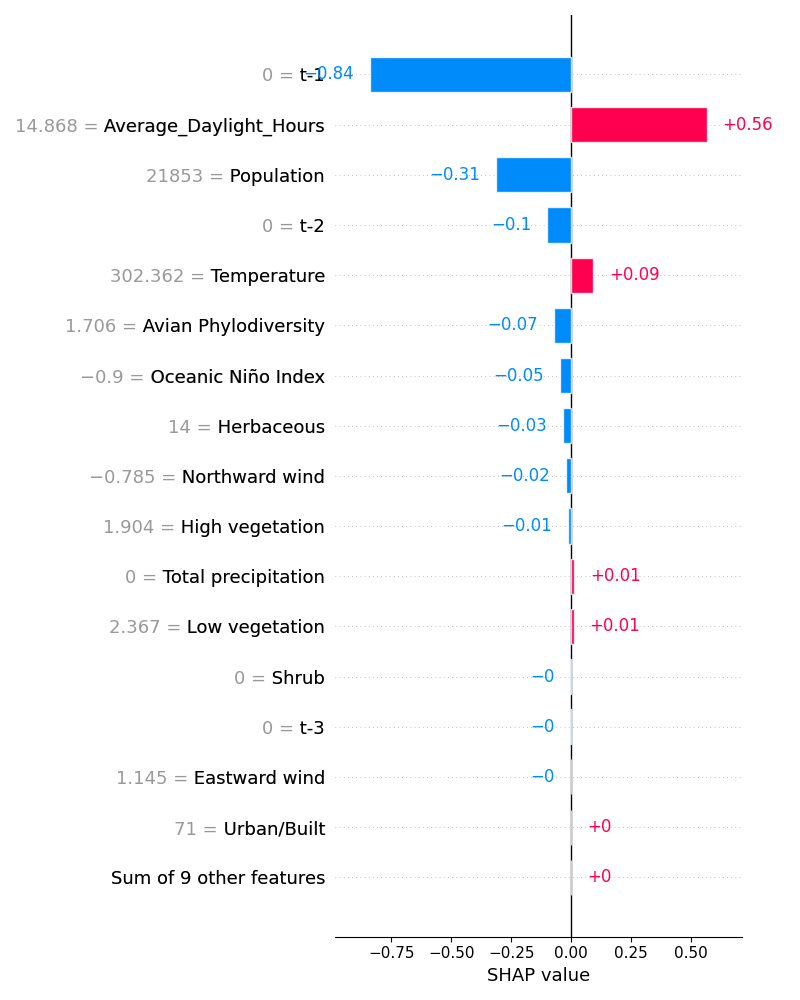 0 = t-1 −0.84
14.868 = Average_Daylight_Hours +0.56
21853 = Population −0.31
0 = t-2 −0.1
302.362 = Temperature +0.09
1.706 = Avian Phylodiversity −0.07
−0.9 = Oceanic Niño Index −0.05
14 = Herbaceous −0.03
−0.785 = Northward wind −0.02
1.904 = High vegetation −0.01
0 = Total precipitation +0.01
2.367 = Low vegetation +0.01
0 = Shrub −0
0 = t-3 −0
1.145 = Eastward wind −0
71 = Urban/Built +0
Sum of 9 other features +0
−0.75 −0.50 −0.25 0.00 0.25 0.50
SHAP value